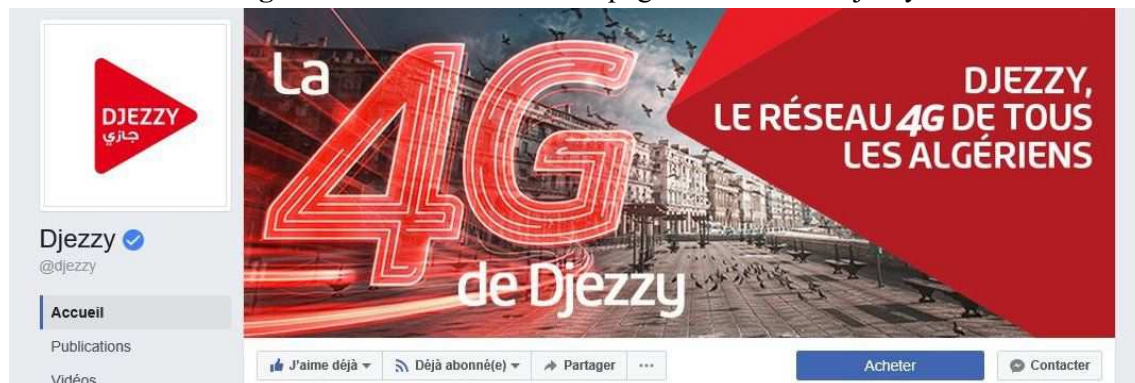 DJEZZY
جازي
Djezzy
@djezzy
Accueil
Publications
Vidéos
La
4G
de Djezzy
DJEZZY,
LE RÉSEAU 4G DE TOUS
LES ALGÉRIENS
J'aime déjà
Déjà abonné(e)
Partager
...
Acheter
Contacter